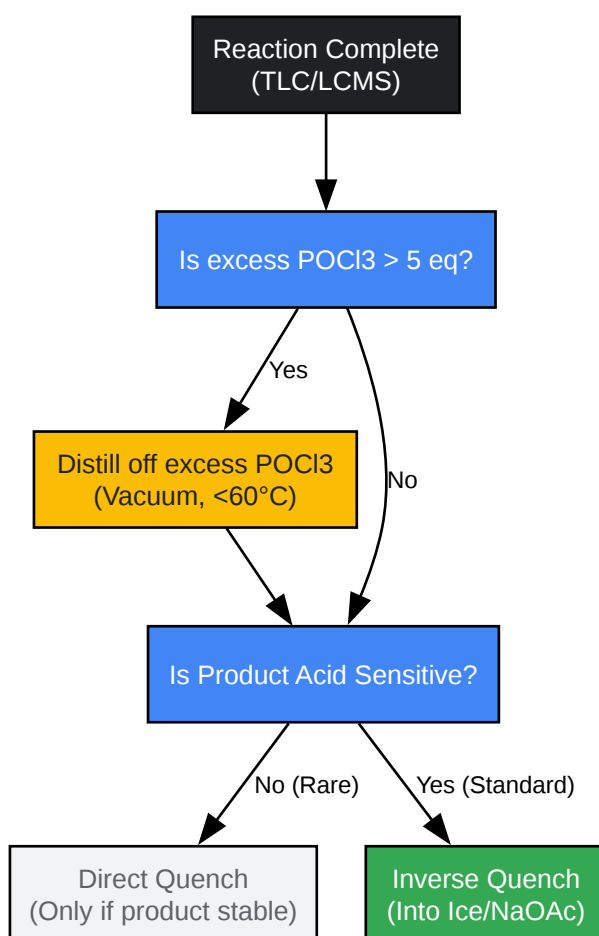 Reaction Complete
(TLC/LCMS)
Is excess POCl3 > 5 eq?
Yes
Distill off excess POCl3
(Vacuum, <60°C)
No
Is Product Acid Sensitive?
No (Rare)
Yes (Standard)
Direct Quench
(Only if product stable)
Inverse Quench
(Into Ice/NaOAc)